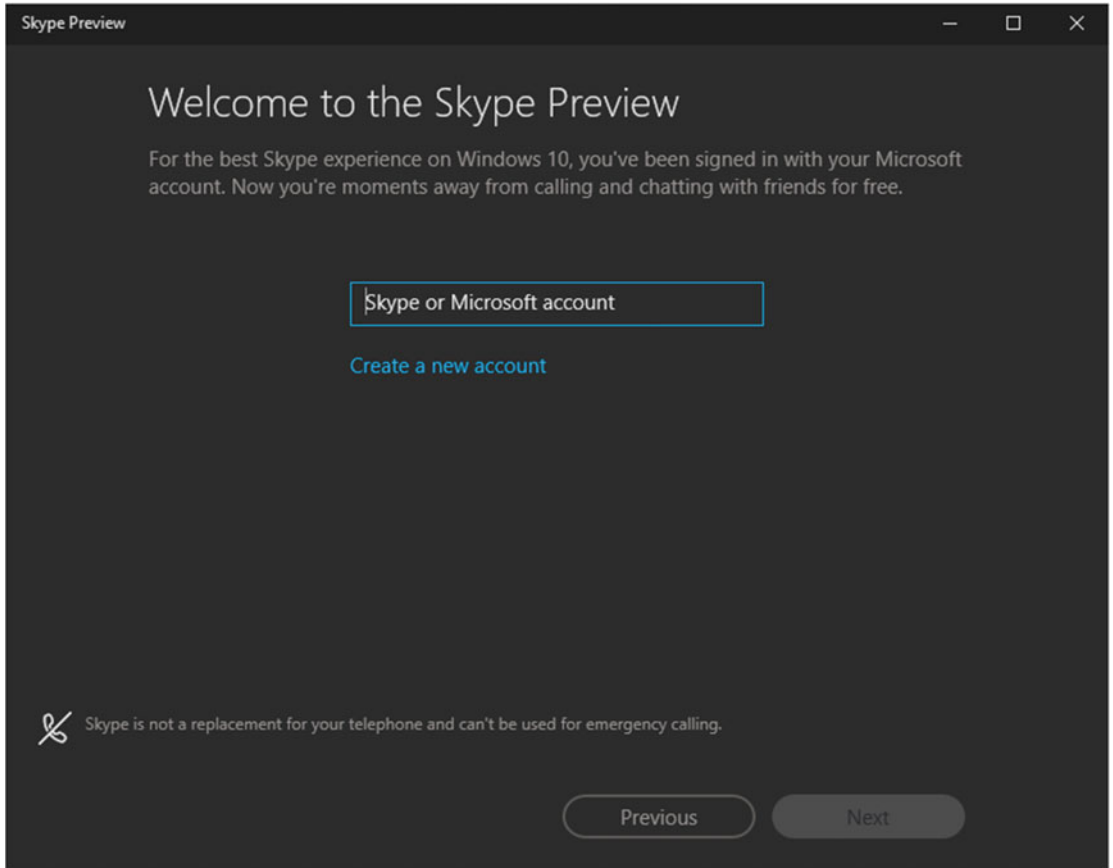 Skype Preview
Welcome to the Skype Preview
For the best Skype experience on Windows 10, you've been signed in with your Microsoft
account. Now you're moments away from calling and chatting with friends for free.
Skype or Microsoft account
Create a new account
Skype is not a replacement for your telephone and can't be used for emergency calling.
Previous
Next